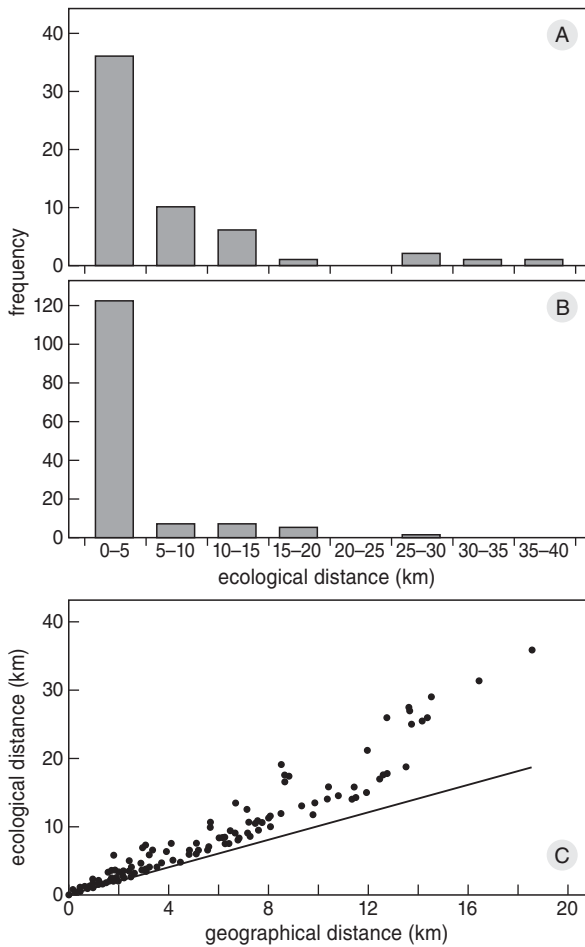 A
40
30
20
10
0
frequency
B
120
100
80
60
40
20
0
0–5 5–10 10–15 15–20 20–25 25–30 30–35 35–40
ecological distance (km)
40
30
20
10
0
ecological distance (km)
C
0 4 8 12 16 20
geographical distance (km)